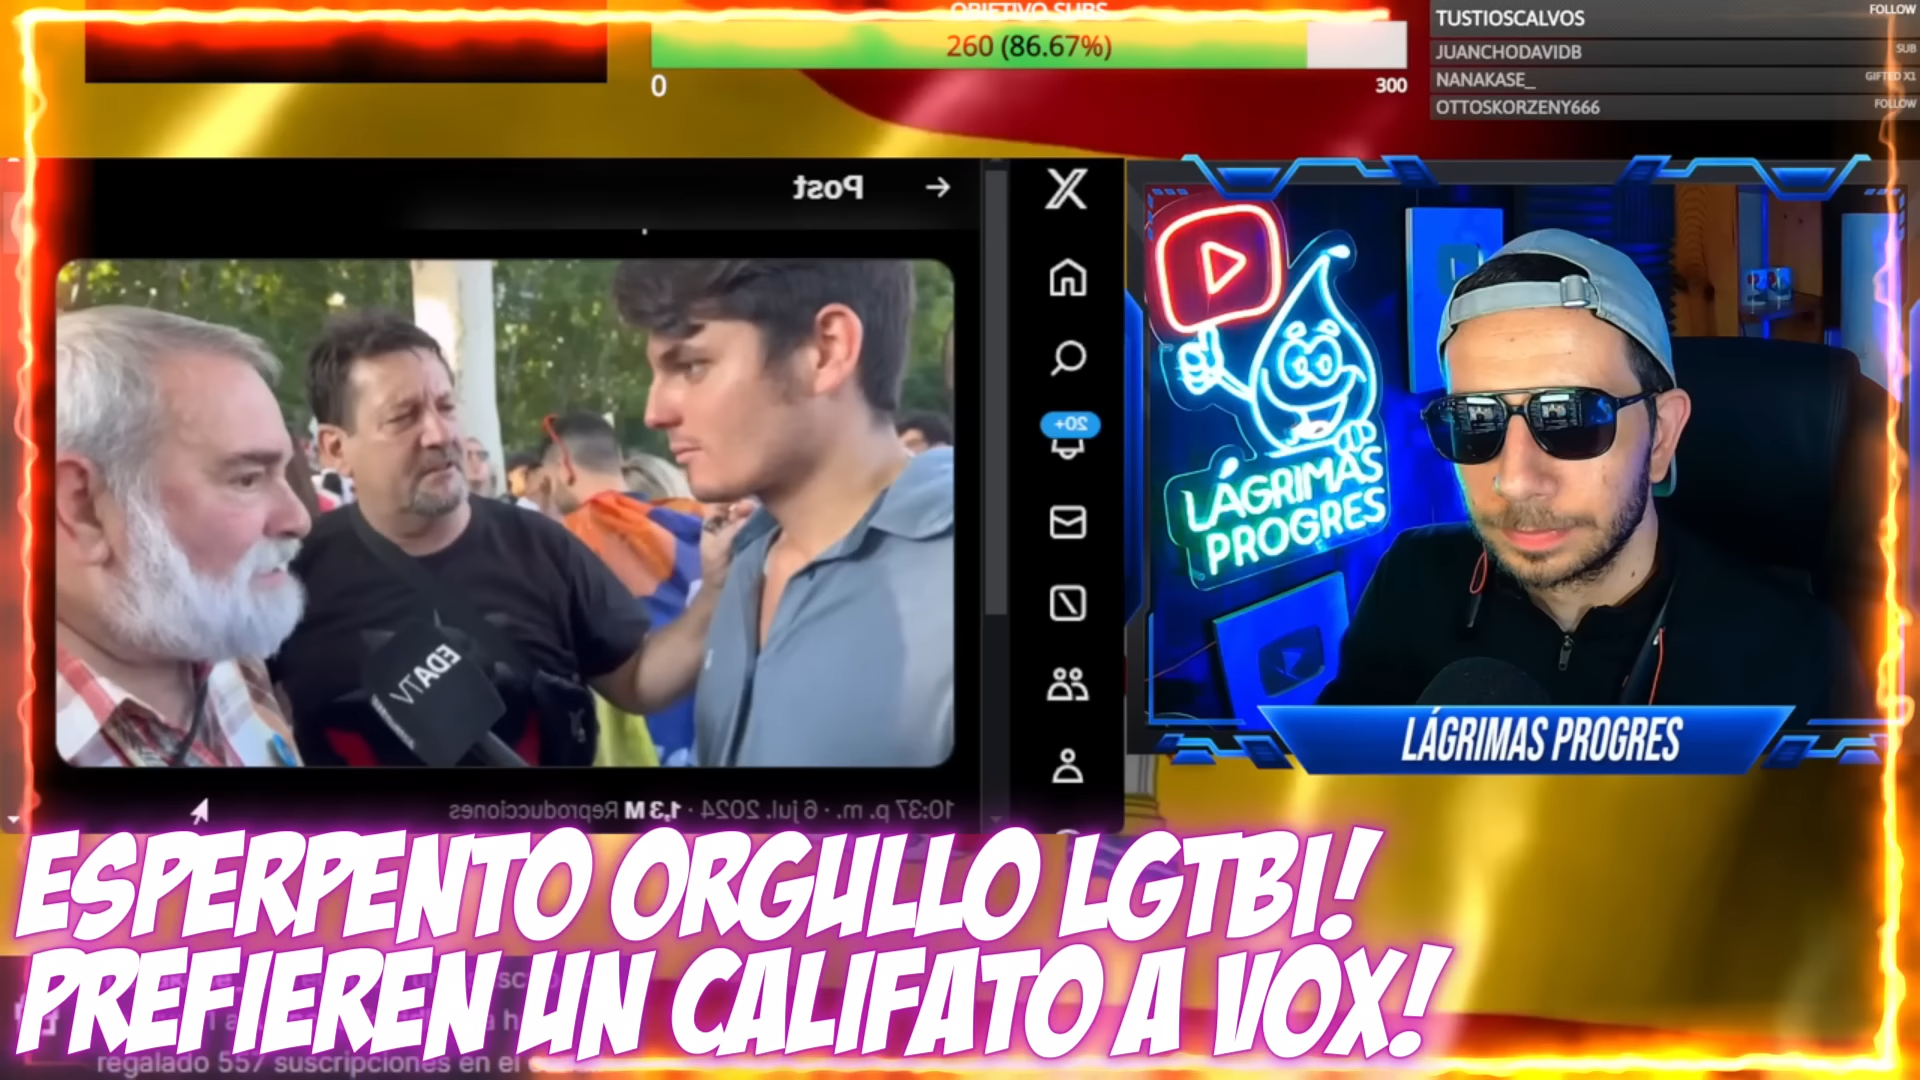 OBJETIVO SUBS
260 (86.67%)
0
300
TUSTIOSCALVOS FOLLOW
JUANCHODAVIDB SUB
NANAKASE_ GIFTED X1
OTTOSKORZENY666 FOLLOW
Post
20+
EDATV
10:37 p. m. · 6 jul. 2024 · 1,3 M Reproducciones
LÁGRIMAS
PROGRES
LÁGRIMAS PROGRES
ESPERPENTO ORGULLO LGTBI!
PREFIEREN UN CALIFATO A VOX!
regalado 557 suscripciones en el